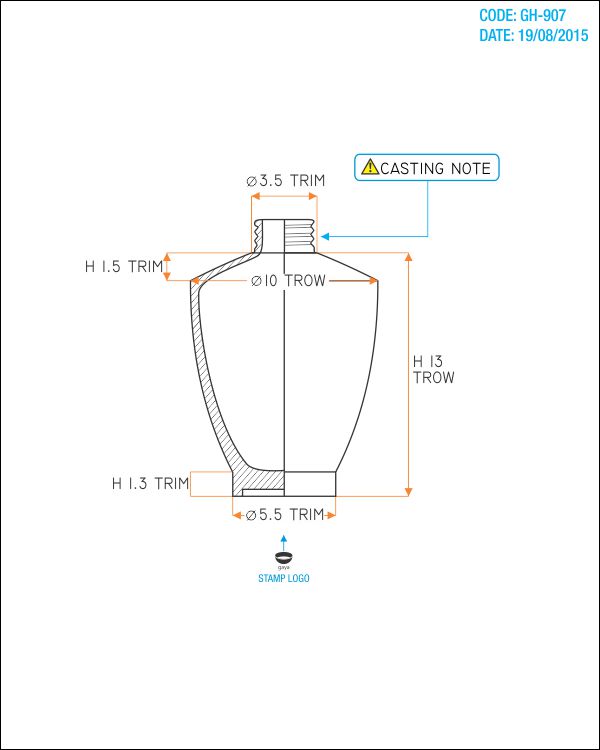 CODE: GH-907
DATE: 19/08/2015
CASTING NOTE
⌀3.5 TRIM
H 1.5 TRIM
⌀10 TROW
H 13
TROW
H 1.3 TRIM
⌀5.5 TRIM
gaya
STAMP LOGO